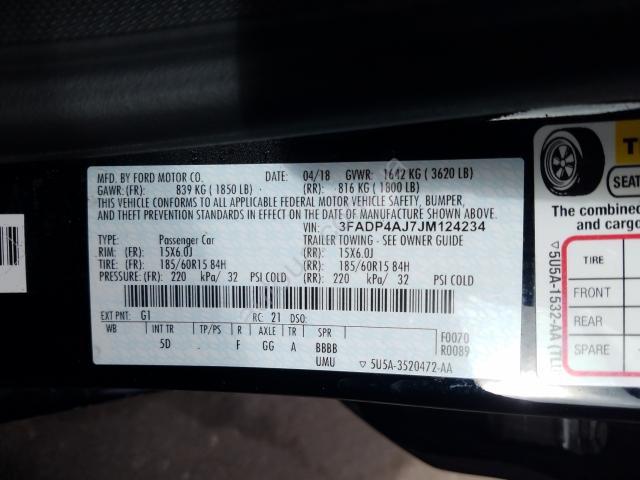 MFD. BY FORD MOTOR CO.
DATE: 04/18 GVWR: 1642 KG ( 3620 LB)
GAWR: (FR) 839 KG ( 1850 LB) (RR): 816 KG ( 1800 LB)
THIS VEHICLE CONFORMS TO ALL APPLICABLE FEDERAL MOTOR VEHICLE SAFETY, BUMPER,
AND THEFT PREVENTION STANDARDS IN EFFECT ON THE DATE OF MANUFACTURE SHOWN ABOVE.
VIN: 3FADP4AJ7JM124234
TYPE: Passenger Car TRAILER TOWING - SEE OWNER GUIDE
RIM: (FR) 15X6.0J (RR): 15X6.0J
TIRE: (FR) 185/60R15 84H (RR): 185/60R15 84H
PRESSURE: (FR) 220 kPa/ 32 PSI COLD (RR): 220 kPa/ 32 PSI COLD
EXT PNT: G1 RC: 21 DSO:
WB INT TR TP/PS R AXLE TR SPR
5D F GG A BBBB
UMU
F0070
R0089
▽ 5U5A-3520472-AA
SEAT
The combined
and cargo
TIRE
FRONT
REAR
SPARE
▽5U5A-1532-AA